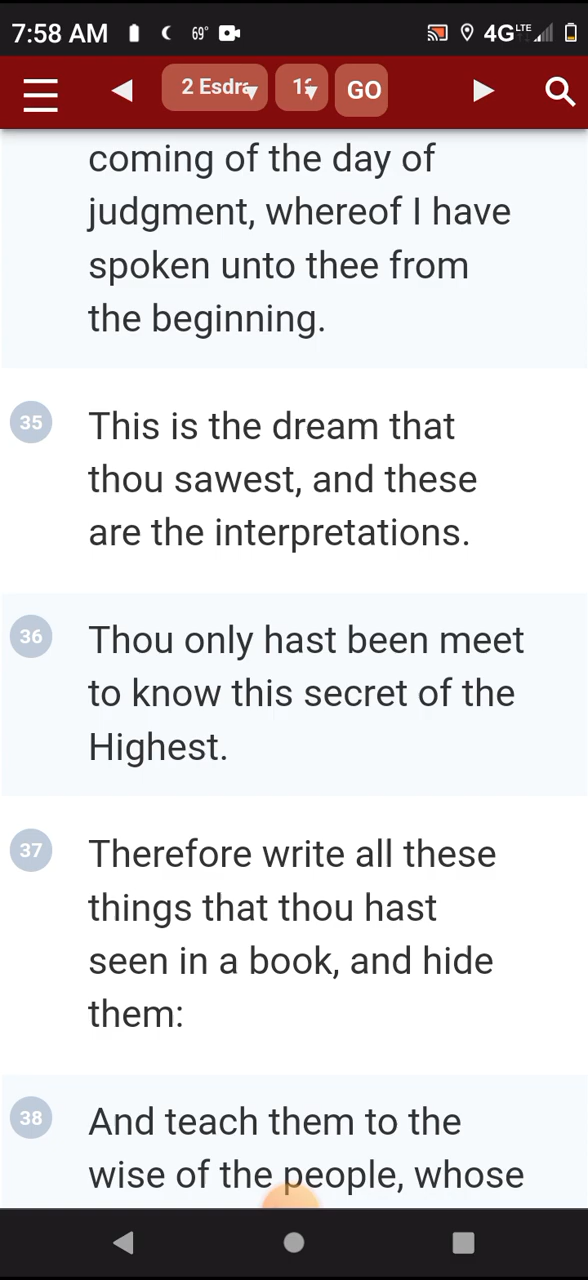 7:58 AM 69° 4G LTE
2 Esdra GO
coming of the day of
judgment, whereof I have
spoken unto thee from
the beginning.
35 This is the dream that
thou sawest, and these
are the interpretations.
36 Thou only hast been meet
to know this secret of the
Highest.
37 Therefore write all these
things that thou hast
seen in a book, and hide
them:
38 And teach them to the
wise of the people, whose